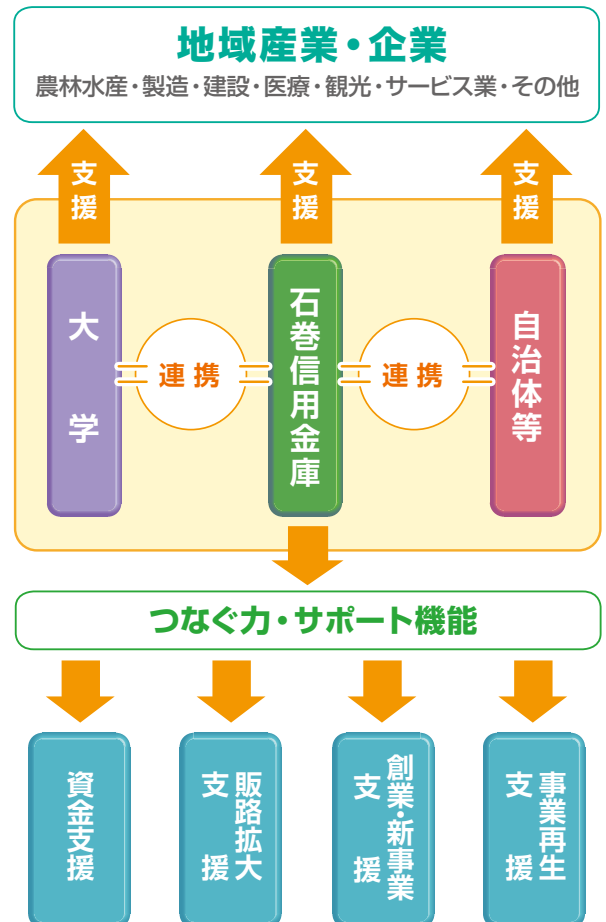 地域産業・企業
農林水産・製造・建設・医療・観光・サービス業・その他
支援
支援
支援
大学
連携
石巻信用金庫
連携
自治体等
つなぐ力・サポート機能
資金支援
販路拡大
支援
創業・新事業
支援
事業再生
支援